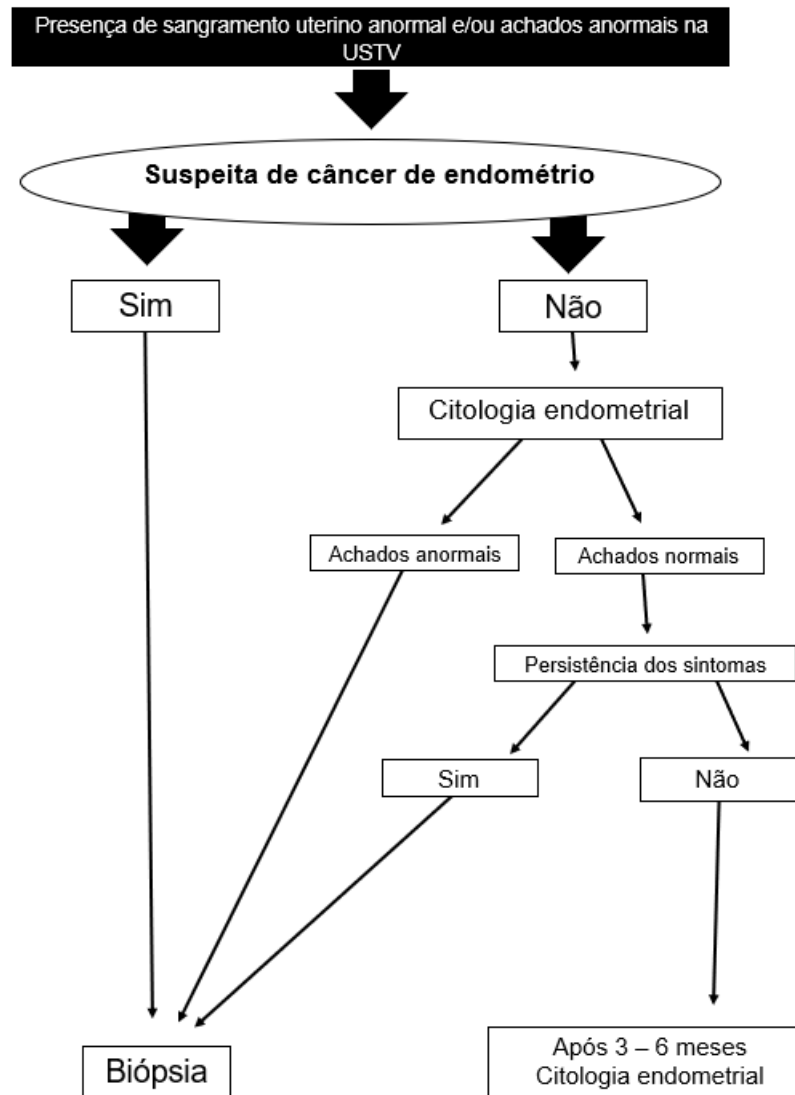 Presença de sangramento uterino anormal e/ou achados anormais na
USTV
Suspeita de câncer de endométrio
Sim
Não
Citologia endometrial
Achados anormais
Achados normais
Persistência dos sintomas
Sim
Não
Biópsia
Após 3 – 6 meses
Citologia endometrial